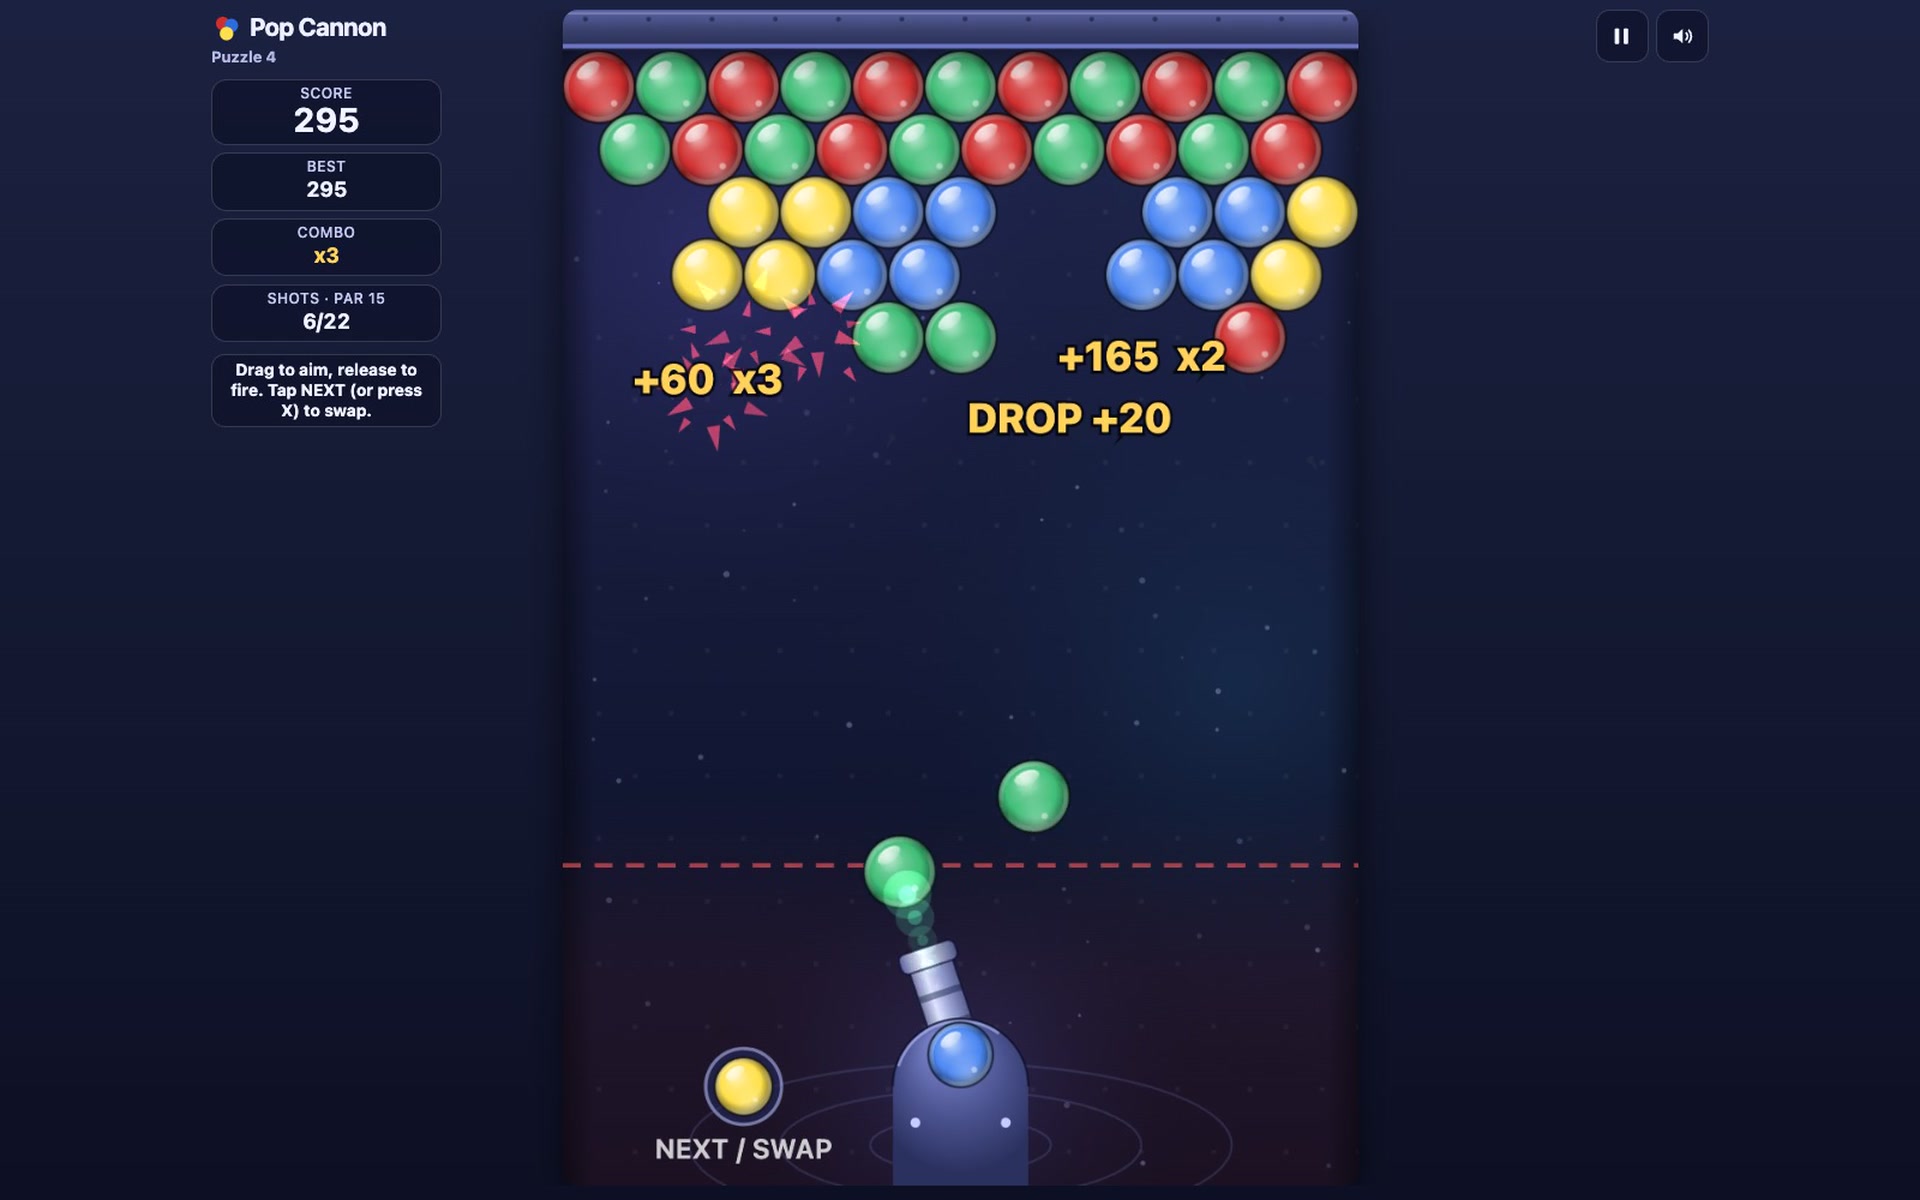 Pop Cannon
Puzzle 4
SCORE
295
BEST
295
COMBO
x3
SHOTS · PAR 15
6/22
Drag to aim, release to
fire. Tap NEXT (or press
X) to swap.
+165 x2
+60 x3
DROP +20
NEXT / SWAP